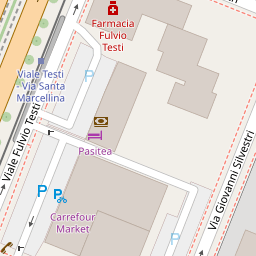 Farmacia
Fulvio
Testi
P
Viale Testi
- Via Santa
Marcellina
Viale Fulvio Testi
Pasitea
Via Giovanni Silvestri
P
P
Carrefour
Market
P